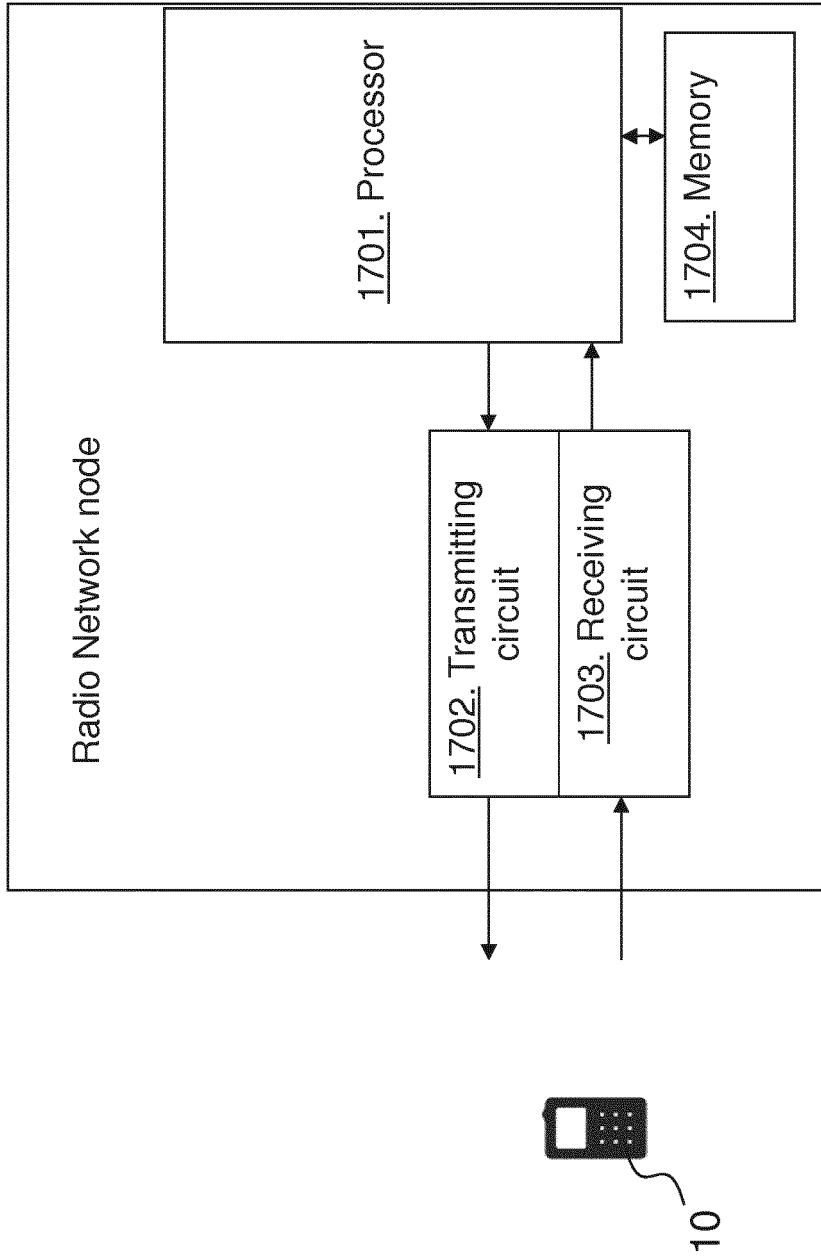 Radio Network node
1701. Processor
1702. Transmitting
circuit
1703. Receiving
circuit
1704. Memory
10